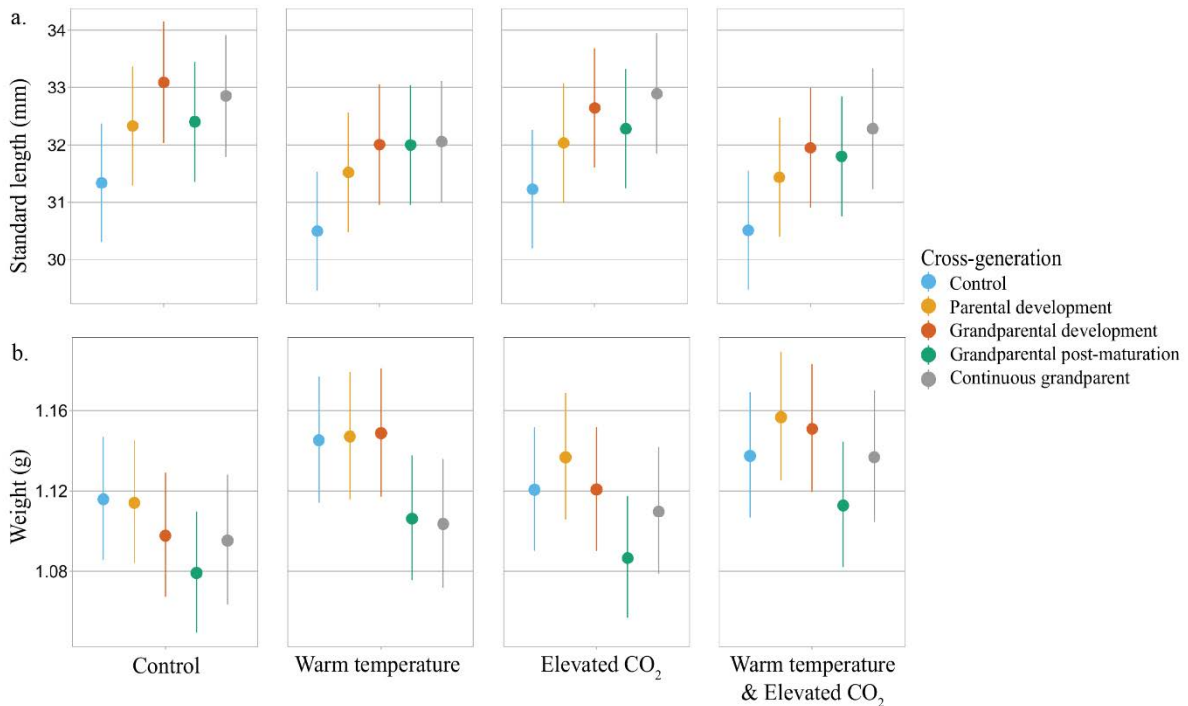 a.
34
33
32
31
30
Standard length (mm)
Cross-generation
Control
Parental development
Grandparental development
Grandparental post-maturation
Continuous grandparent
b.
1.16
1.12
1.08
Weight (g)
Control
Warm temperature
Elevated CO₂
Warm temperature
& Elevated CO₂